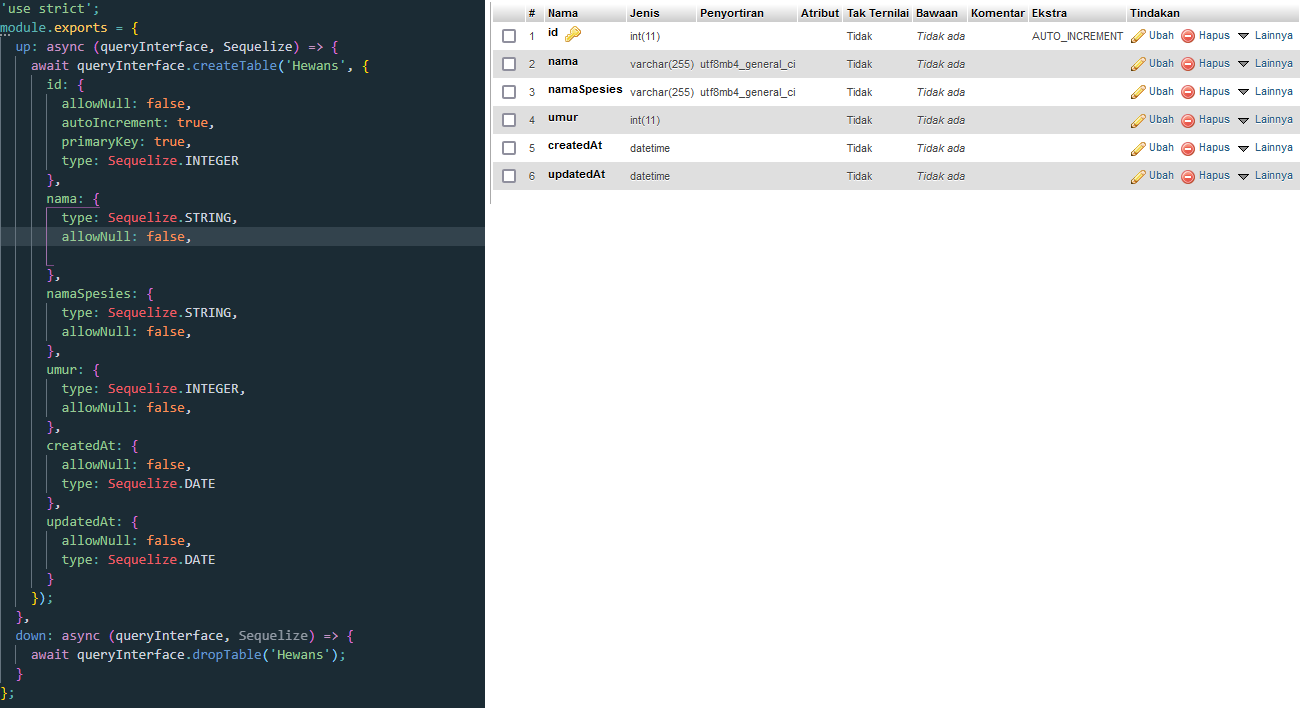 'use strict';
module.exports = {
up: async (queryInterface, Sequelize) => {
await queryInterface.createTable('Hewans', {
id: {
allowNull: false,
autoIncrement: true,
primaryKey: true,
type: Sequelize.INTEGER
},
nama: {
type: Sequelize.STRING,
allowNull: false,
},
namaSpesies: {
type: Sequelize.STRING,
allowNull: false,
},
umur: {
type: Sequelize.INTEGER,
allowNull: false,
},
createdAt: {
allowNull: false,
type: Sequelize.DATE
},
updatedAt: {
allowNull: false,
type: Sequelize.DATE
}
});
},
down: async (queryInterface, Sequelize) => {
await queryInterface.dropTable('Hewans');
}
};
# Nama Jenis Penyortiran Atribut Tak Ternilai Bawaan Komentar Ekstra Tindakan
1 id int(11) Tidak Tidak ada AUTO_INCREMENT Ubah Hapus Lainnya
2 nama varchar(255) utf8mb4_general_ci Tidak Tidak ada Ubah Hapus Lainnya
3 namaSpesies varchar(255) utf8mb4_general_ci Tidak Tidak ada Ubah Hapus Lainnya
4 umur int(11) Tidak Tidak ada Ubah Hapus Lainnya
5 createdAt datetime Tidak Tidak ada Ubah Hapus Lainnya
6 updatedAt datetime Tidak Tidak ada Ubah Hapus Lainnya